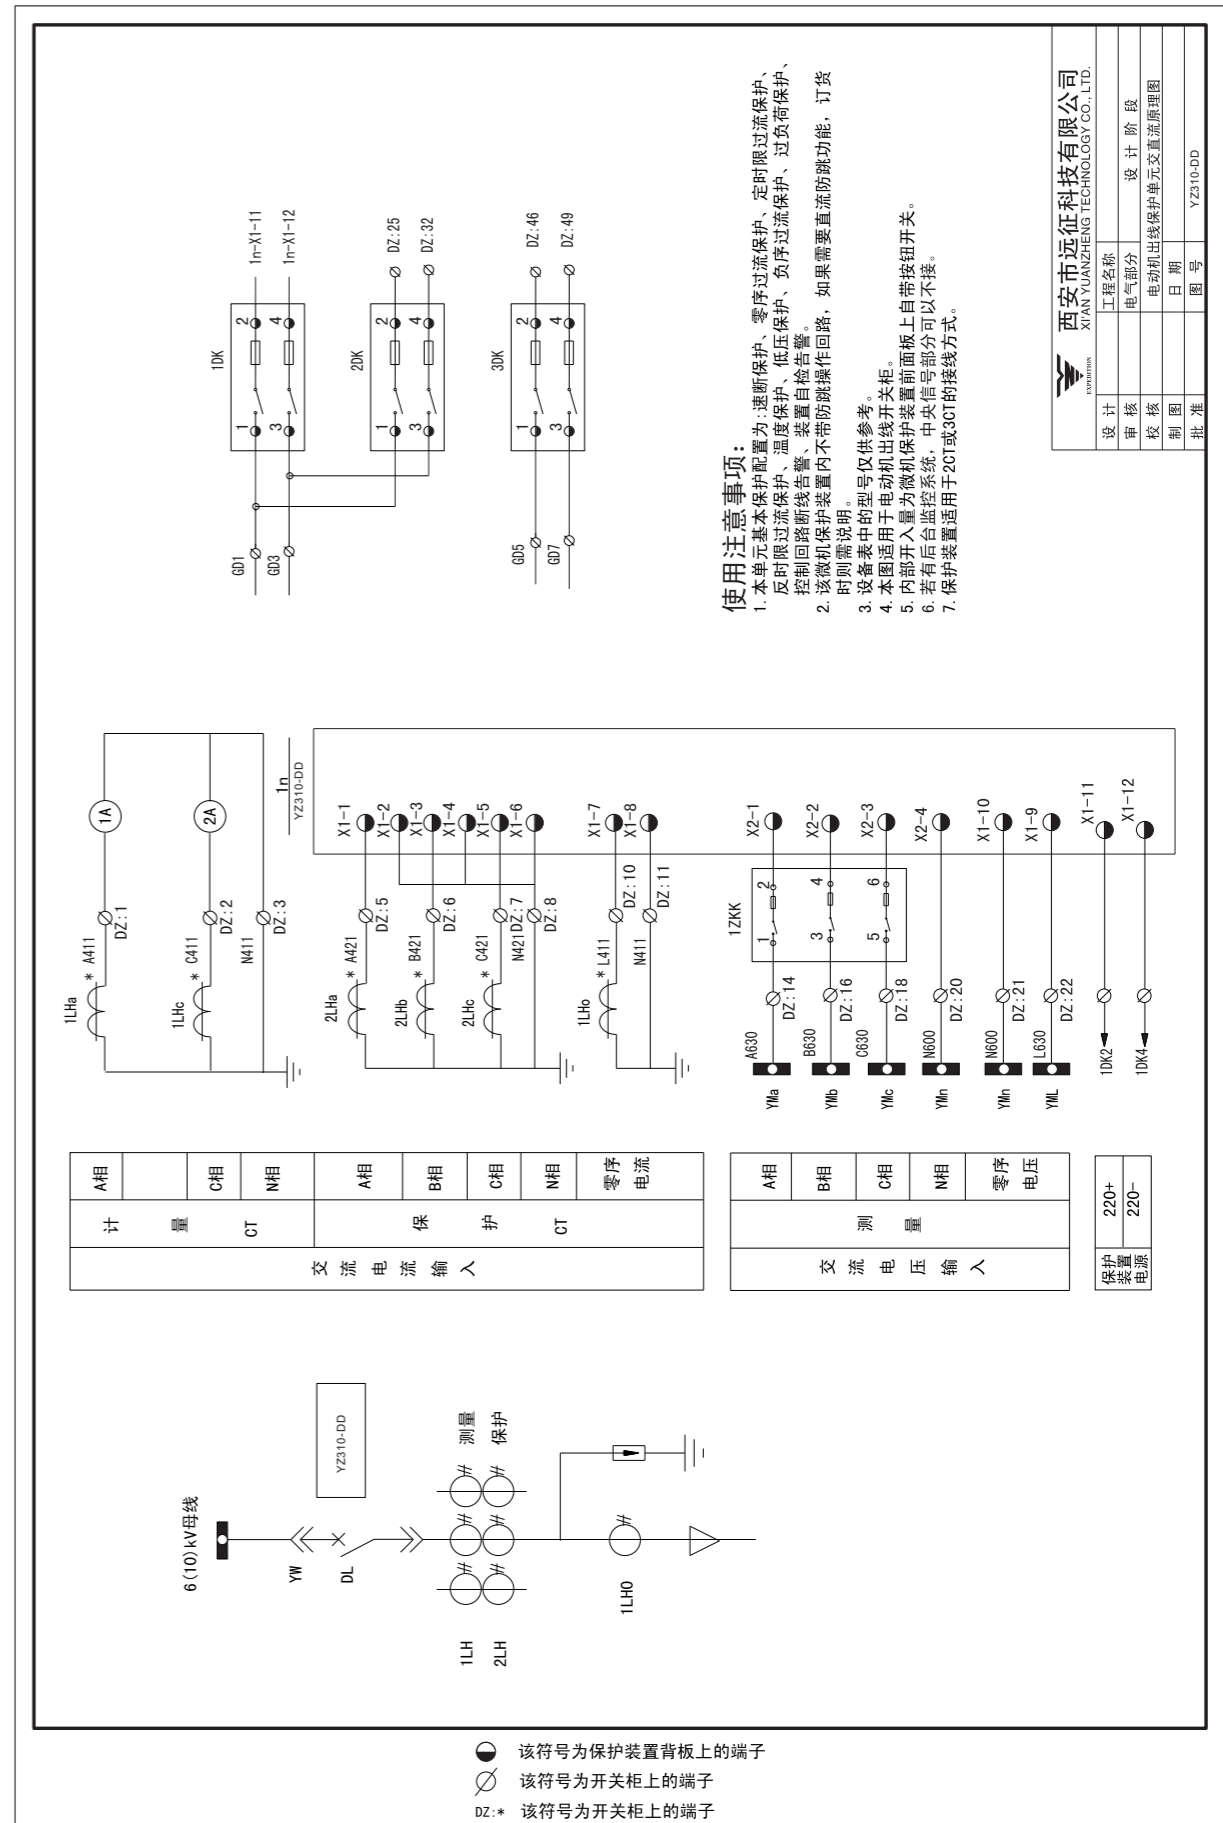 6(10)kV母线
YW
DL
YZ310-DD
测量
保护
1LH
2LH
1LHO
交流电流输入
计量CT
A相
C相
N相
保护CT
A相
B相
C相
N相
零序
电流
交流电压输入
测量
A相
B相
C相
N相
零序
电压
保护
装置
电源
220+
220-
1LHa
* A411
DZ:1
1A
1LHc
* C411
DZ:2
2A
N411
DZ:3
1n
YZ310-DD
2LHa
* A421
DZ:5
X1-1
X1-2
2LHb
B421
DZ:6
X1-3
X1-4
2LHc
* C421
DZ:7
X1-5
N421
DZ:8
X1-6
1LHo
* L411
DZ:10
X1-7
N411
DZ:11
X1-8
1ZKK
YMa
A630
DZ:14
1
2
X2-1
YMb
B630
DZ:16
3
4
X2-2
YMc
C630
DZ:18
5
6
X2-3
YMn
N600
DZ:20
X2-4
YMn
N600
DZ:21
X1-10
YML
L630
DZ:22
X1-9
1DK2
X1-11
1DK4
X1-12
1DK
GD1
1
2
1n-X1-11
GD3
3
4
1n-X1-12
2DK
1
2
DZ:25
3
4
DZ:32
3DK
GD5
1
2
DZ:46
GD7
3
4
DZ:49
使用注意事项:
1. 本单元基本保护配置为:速断保护、零序过流保护、定时限过流保护、
反时限过流保护、温度保护、低压保护、负序过流保护、过负荷保护、
控制回路断线告警、装置自检告警。
2. 该微机保护装置内不带防跳操作回路, 如果需要直流防跳功能, 订货
时则需说明。
3. 设备表中的型号仅供参考。
4. 本图适用于电动机出线开关柜。
5. 内部开入量为微机保护装置前面板上自带按钮开关。
6. 若有后台监控系统, 中央信号部分可以不接。
7. 保护装置适用于2CT或3CT的接线方式。
EXPEDITION
西安市远征科技有限公司
XI'AN YUANZHENG TECHNOLOGY CO., LTD.
设计
工程名称
审核
电气部分
设计阶段
校核
电动机出线保护单元交直流原理图
制图
日期
批准
图号
YZ310-DD
该符号为保护装置背板上的端子
该符号为开关柜上的端子
DZ:* 该符号为开关柜上的端子